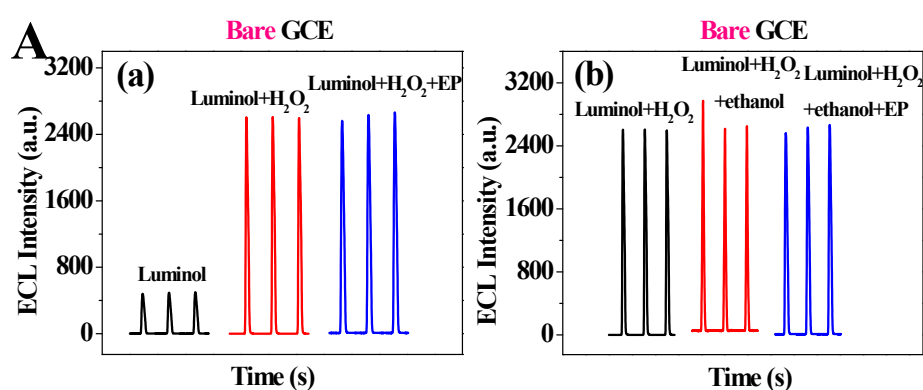 A
Bare GCE
(a)
ECL Intensity (a.u.)
3200
2400
1600
800
0
Luminol
Luminol+H₂O₂
Luminol+H₂O₂+EP
Time (s)
Bare GCE
(b)
ECL Intensity (a.u.)
3200
2400
1600
800
0
Luminol+H₂O₂
Luminol+H₂O₂
+ethanol
Luminol+H₂O₂
+ethanol+EP
Time (s)